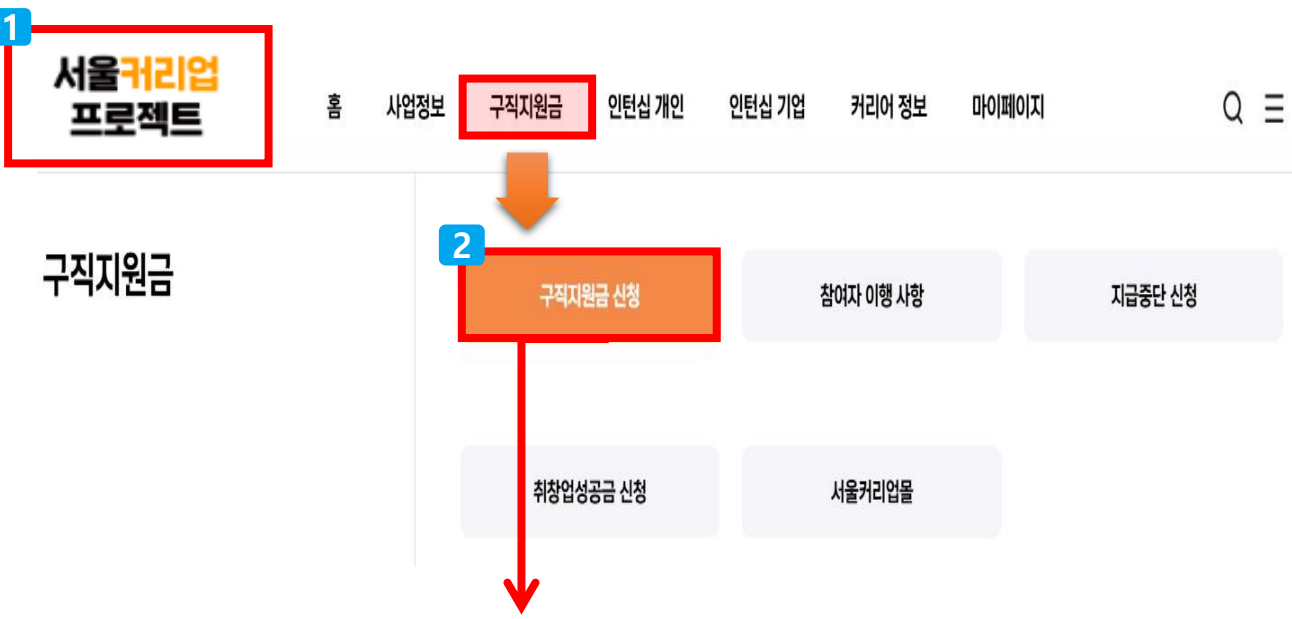 1
서울커리업
프로젝트
홈 사업정보 구직지원금 인턴십 개인 인턴십 기업 커리어 정보 마이페이지
구직지원금
2
구직지원금 신청 참여자 이행 사항 지급중단 신청
취창업성공금 신청 서울커리업몰